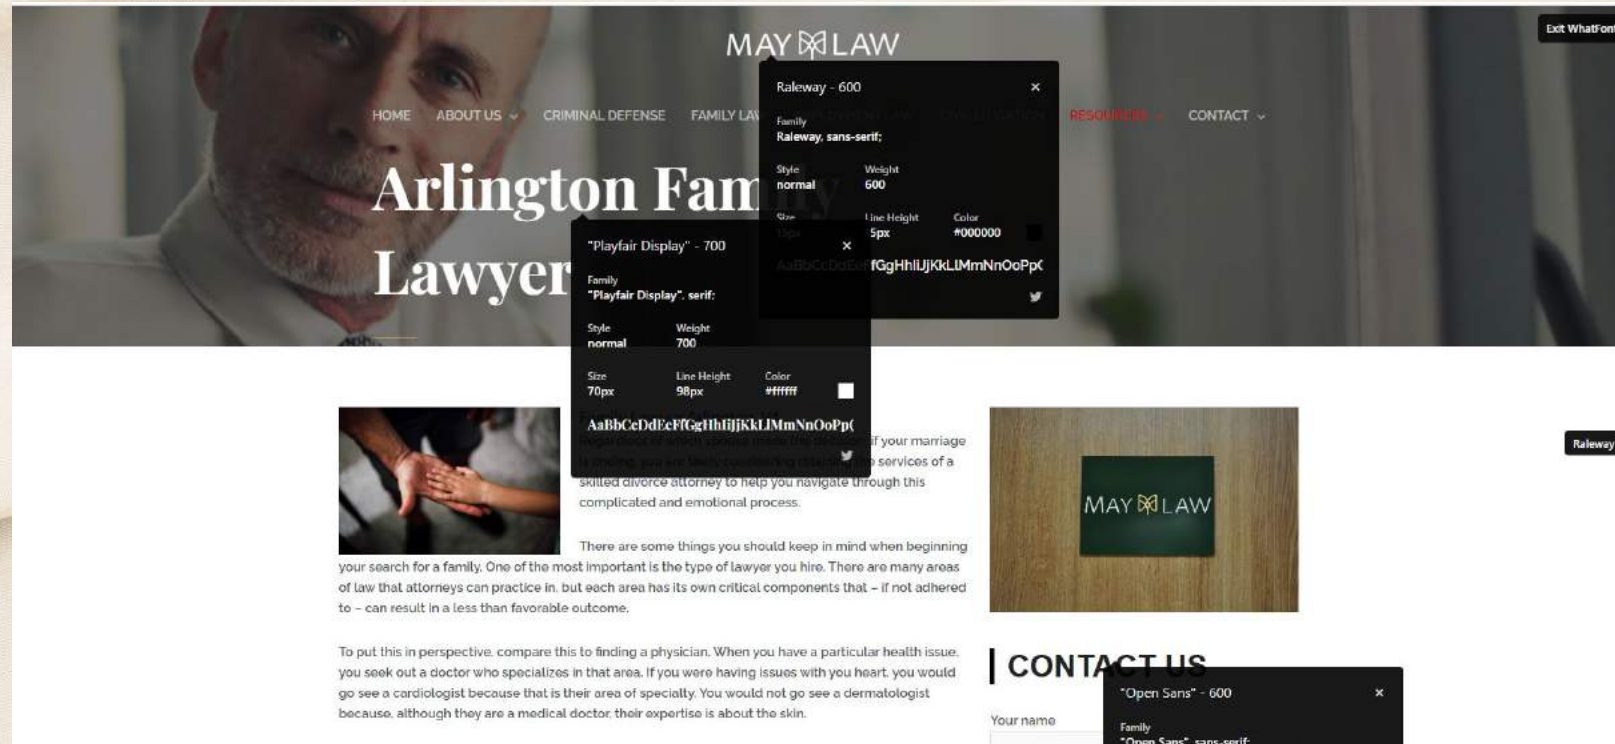 MAY LAW
Exit WhatFont
HOME ABOUT US CRIMINAL DEFENSE FAMILY LAW RESOURCES CONTACT
Raleway - 600
Family
Raleway, sans-serif;
Style Weight
normal 600
Size Line Height Color
15px 5px #000000
AaBbCcDdEeFfGgHhIiJjKkLlMmNnOoPp
Arlington Family
Lawyer
"Playfair Display" - 700
Family
"Playfair Display", serif;
Style Weight
normal 700
Size Line Height Color
70px 98px #ffffff
AaBbCcDdEeFfGgHhIiJjKkLlMmNnOoPp
if your marriage
services of a
skilled divorce attorney to help you navigate through this
complicated and emotional process.
There are some things you should keep in mind when beginning
your search for a family. One of the most important is the type of lawyer you hire. There are many areas
of law that attorneys can practice in, but each area has its own critical components that – if not adhered
to – can result in a less than favorable outcome.
To put this in perspective, compare this to finding a physician. When you have a particular health issue,
you seek out a doctor who specializes in that area. If you were having issues with you heart, you would
go see a cardiologist because that is their area of specialty. You would not go see a dermatologist
because, although they are a medical doctor, their expertise is about the skin.
Raleway
MAY LAW
CONTACT US
Your name
"Open Sans" - 600
Family
"Open Sans", sans-serif;